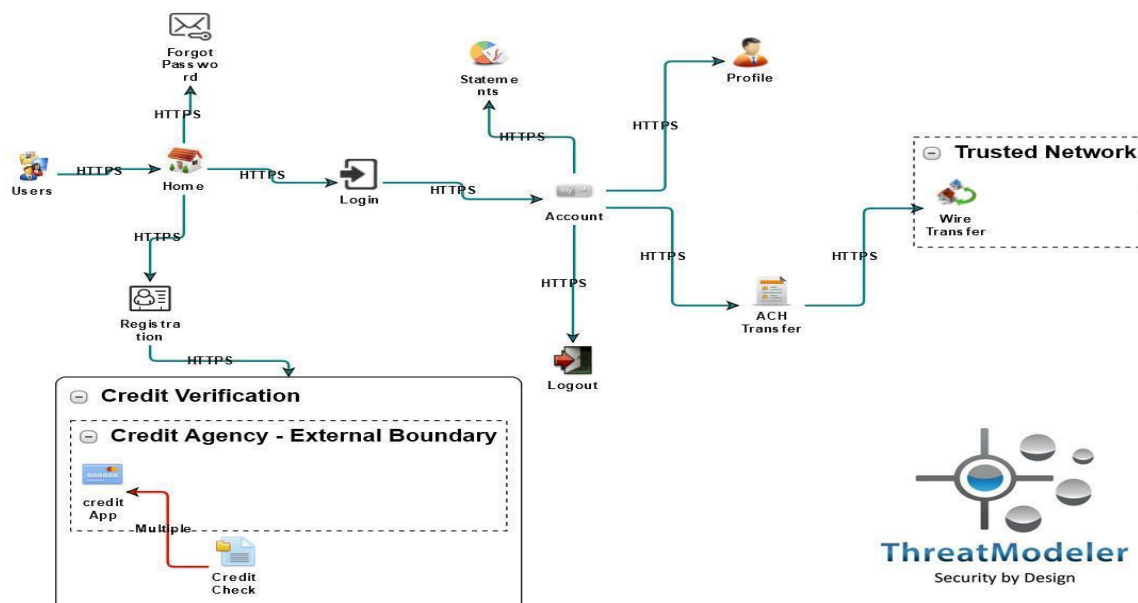 Forgot
Passwo
rd
HTTPS
Users
HTTPS
Home
HTTPS
Login
HTTPS
Stateme
nts
HTTPS
Account
HTTPS
Profile
HTTPS
ACH
Transfer
HTTPS
Trusted Network
Wire
Transfer
HTTPS
Logout
HTTPS
Registra
tion
HTTPS
Credit Verification
Credit Agency - External Boundary
credit
App
Multiple
Credit
Check
ThreatModeler
Security by Design